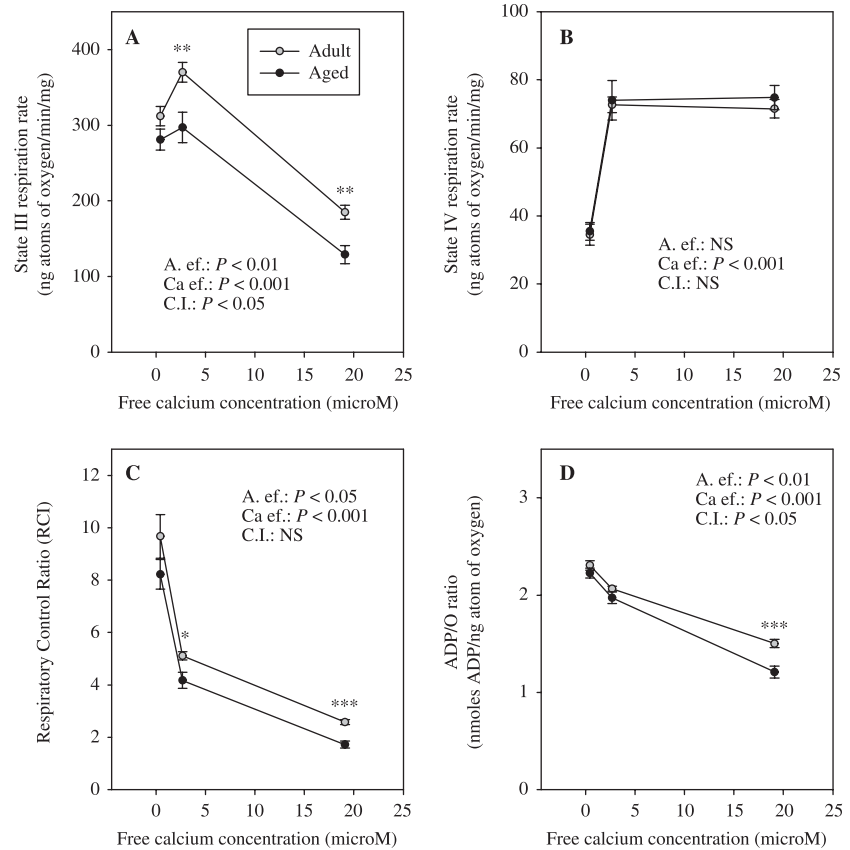 A
**
Adult
Aged
400
300
200
100
0
**
State III respiration rate
(ng atoms of oxygen/min/mg)
A. ef.: P < 0.01
Ca ef.: P < 0.001
C.I.: P < 0.05
0 5 10 15 20 25
Free calcium concentration (microM)
B
100
80
60
40
20
0
State IV respiration rate
(ng atoms of oxygen/min/mg)
A. ef.: NS
Ca ef.: P < 0.001
C.I.: NS
0 5 10 15 20 25
Free calcium concentration (microM)
C
12
10
8
6
4
2
0
Respiratory Control Ratio (RCI)
A. ef.: P < 0.05
Ca ef.: P < 0.001
C.I.: NS
*
***
0 5 10 15 20 25
Free calcium concentration (microM)
D
3
2
1
0
ADP/O ratio
(nmoles ADP/ng atom of oxygen)
A. ef.: P < 0.01
Ca ef.: P < 0.001
C.I.: P < 0.05
***
0 5 10 15 20 25
Free calcium concentration (microM)